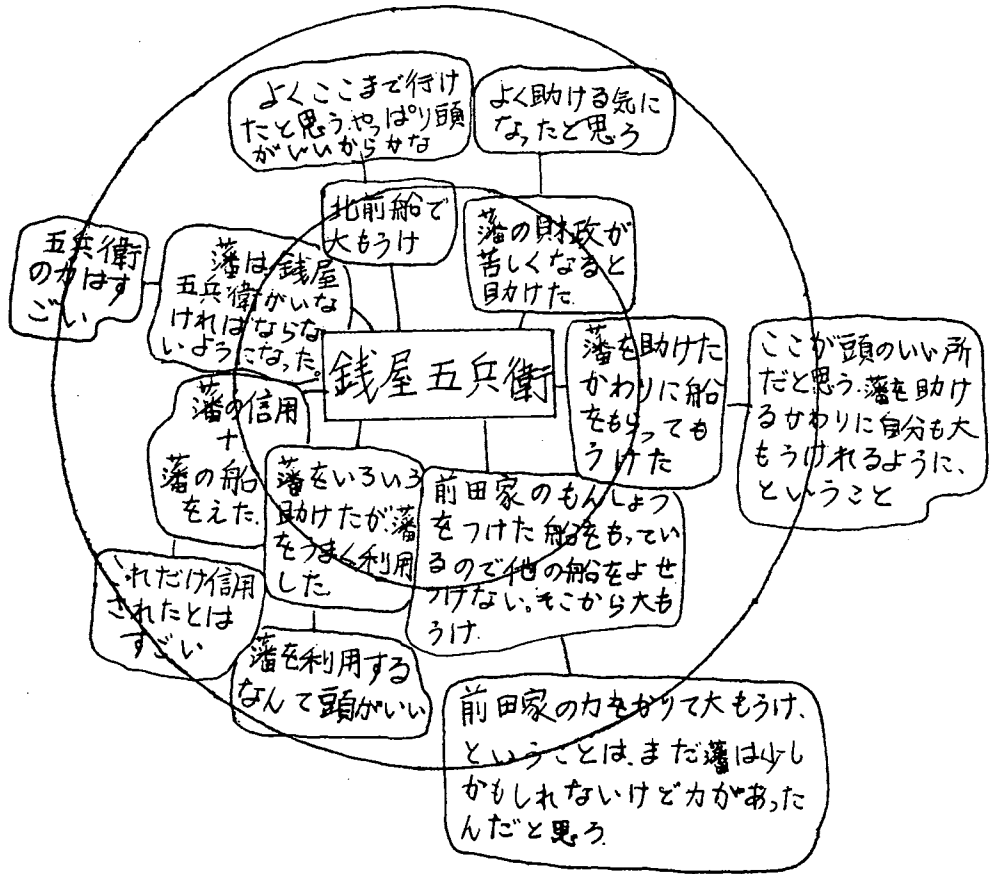 よくここまで行け
たと思う。やっぱり頭
がいいからかな
よく助ける気に
なったと思う
北前船で
大もうけ
藩の財政が
苦しくなると
助けた.
五兵衛
の力はす
ごい
藩は、銭屋
五兵衛がいな
ければならな
いようになった。
銭屋五兵衛
藩を助けた
かわりに船
をもらっても
うけた
ここが頭のいい所
だと思う。藩を助け
るかわりに自分も大
もうけれるように、
ということ
藩の信用
+
藩の船
をえた.
藩をいろいろ
助けたが藩
をうまく利用
した.
前田家のもんしょう
をつけた船をもってい
るので他の船をよせ
つけない。そこから大も
うけ.
これだけ信用
されたとは
すごい
藩を利用する
なんて頭がいい
前田家の力をかりて大もうけ、
ということは、まだ藩は少し
かもしれないけど力があった
んだと思う.